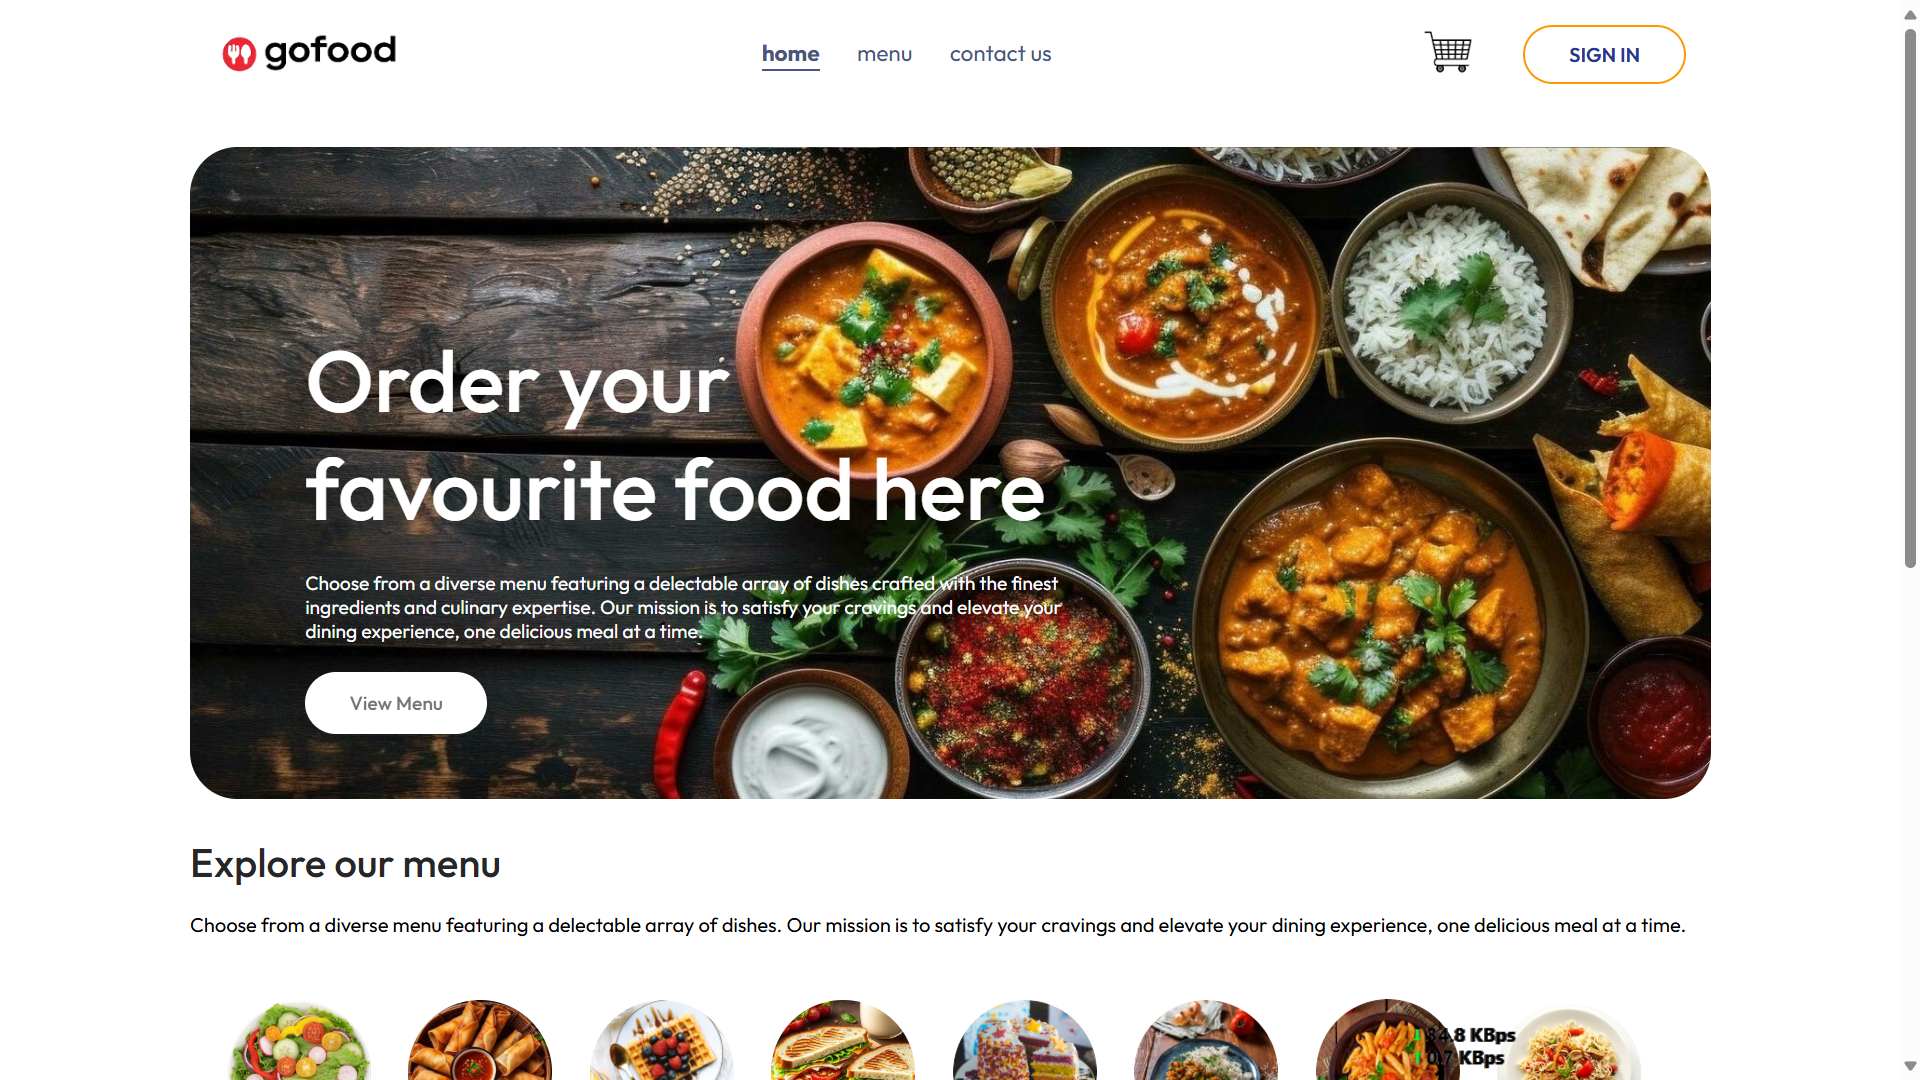 gofood
home
menu
contact us
SIGN IN
Order your
favourite food here
Choose from a diverse menu featuring a delectable array of dishes crafted with the finest
ingredients and culinary expertise. Our mission is to satisfy your cravings and elevate your
dining experience, one delicious meal at a time.
View Menu
Explore our menu
Choose from a diverse menu featuring a delectable array of dishes. Our mission is to satisfy your cravings and elevate your dining experience, one delicious meal at a time.
34.8 KBps
0.7 KBps